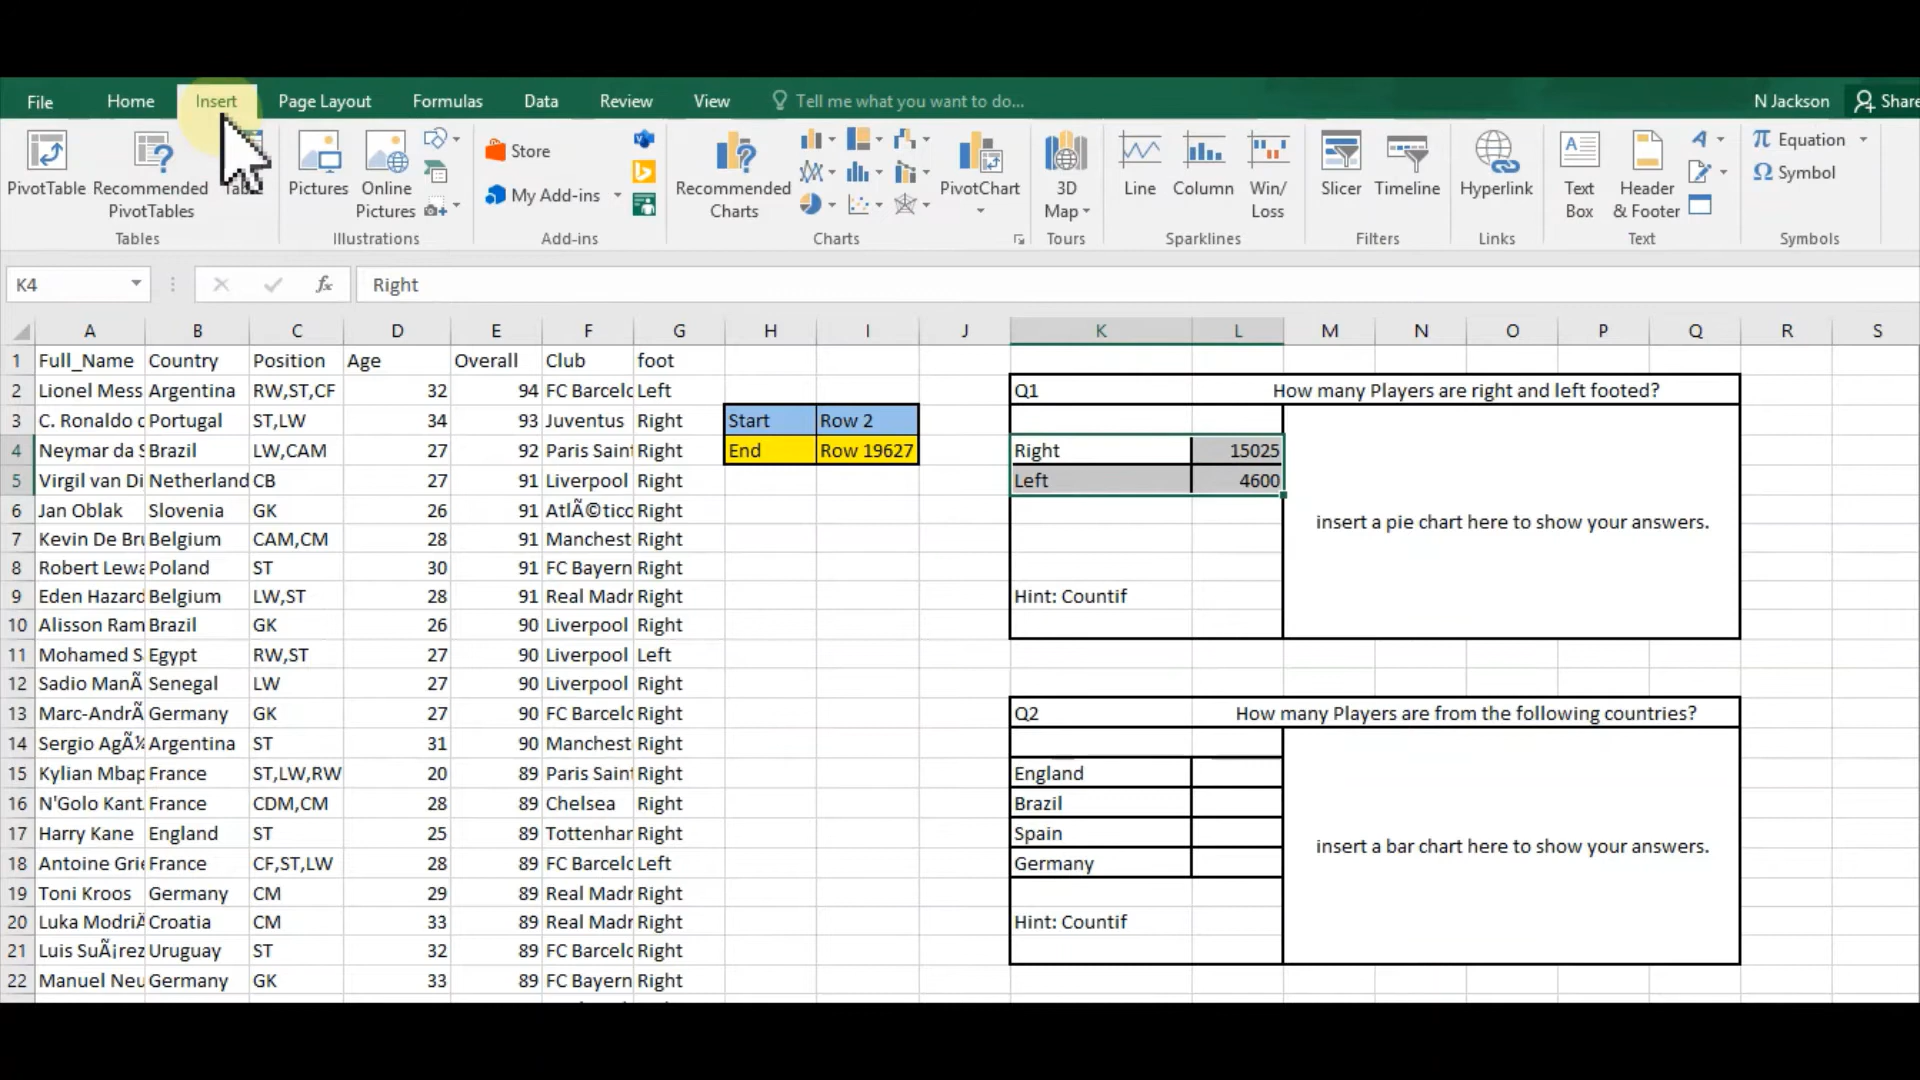 File Home Insert Page Layout Formulas Data Review View Tell me what you want to do... N Jackson Share
PivotTable Recommended PivotTables
Pictures Online Pictures
Store
My Add-ins
Recommended Charts
PivotChart
3D Map
Line Column Win/ Loss
Slicer Timeline
Hyperlink
Text Box Header & Footer
Equation
Symbol
Tables Illustrations Add-ins Charts Tours Sparklines Filters Links Text Symbols
K4 fx Right
A B C D E F G H I J K L M N O P Q R S
1 Full_Name Country Position Age Overall Club foot
2 Lionel Mess Argentina RW,ST,CF 32 94 FC Barcelo Left Q1 How many Players are right and left footed?
3 C. Ronaldo d Portugal ST,LW 34 93 Juventus Right Start Row 2
4 Neymar da S Brazil LW,CAM 27 92 Paris Saint Right End Row 19627 Right 15025
5 Virgil van Di Netherland CB 27 91 Liverpool Right Left 4600
6 Jan Oblak Slovenia GK 26 91 AtlÃ©tico Right insert a pie chart here to show your answers.
7 Kevin De Bru Belgium CAM,CM 28 91 Manchest Right
8 Robert Lewa Poland ST 30 91 FC Bayern Right
9 Eden Hazard Belgium LW,ST 28 91 Real Madr Right Hint: Countif
10 Alisson Ram Brazil GK 26 90 Liverpool Right
11 Mohamed S Egypt RW,ST 27 90 Liverpool Left
12 Sadio ManÃ Senegal LW 27 90 Liverpool Right
13 Marc-AndrÃ Germany GK 27 90 FC Barcelo Right Q2 How many Players are from the following countries?
14 Sergio AgÃ¼ Argentina ST 31 90 Manchest Right
15 Kylian Mbap France ST,LW,RW 20 89 Paris Saint Right England
16 N'Golo Kant France CDM,CM 28 89 Chelsea Right Brazil
17 Harry Kane England ST 25 89 Tottenhar Right Spain
18 Antoine Grie France CF,ST,LW 28 89 FC Barcelo Left Germany insert a bar chart here to show your answers.
19 Toni Kroos Germany CM 29 89 Real Madr Right
20 Luka ModriÄ Croatia CM 33 89 Real Madr Right Hint: Countif
21 Luis SuÃ¡rez Uruguay ST 32 89 FC Barcelo Right
22 Manuel Neu Germany GK 33 89 FC Bayern Right